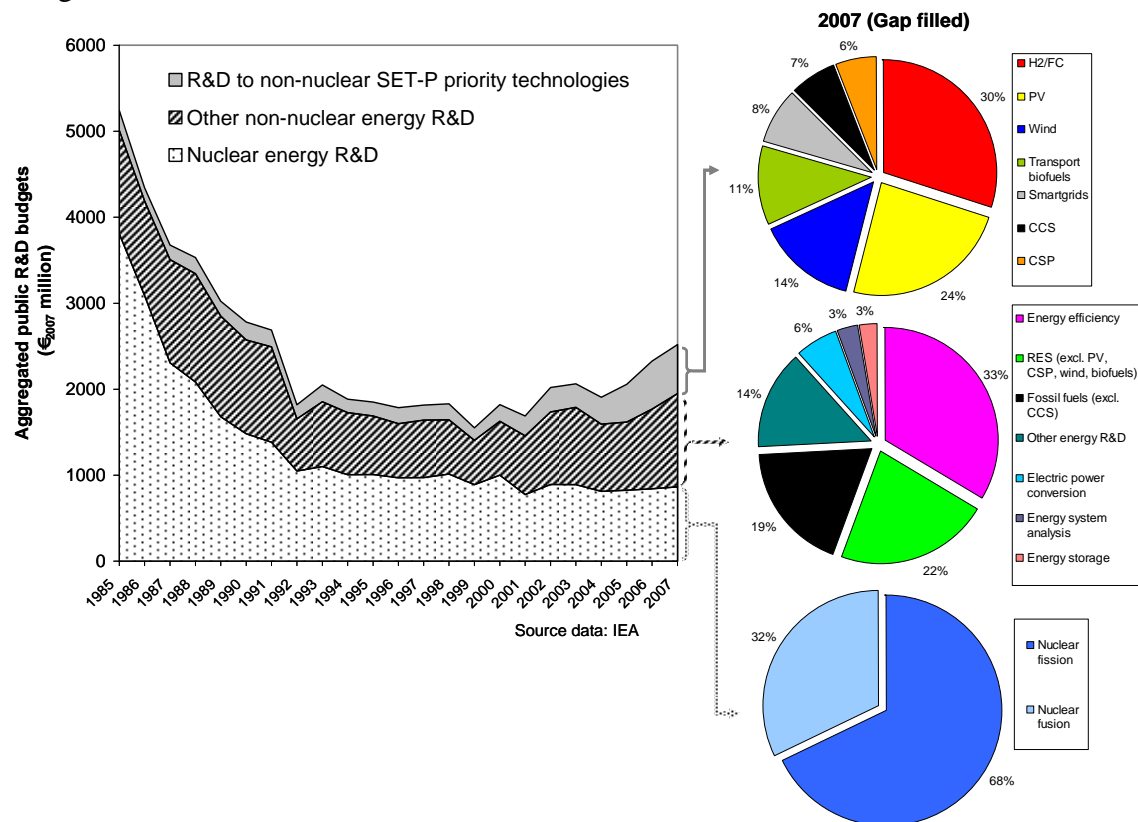 2007 (Gap filled)
6000
5000
4000
3000
2000
1000
0
Aggregated public R&D budgets
(€2007 million)
R&D to non-nuclear SET-P priority technologies
Other non-nuclear energy R&D
Nuclear energy R&D
1985
1986
1987
1988
1989
1990
1991
1992
1993
1994
1995
1996
1997
1998
1999
2000
2001
2002
2003
2004
2005
2006
2007
Source data: IEA
6%
7%
8%
11%
14%
24%
30%
H2/FC
PV
Wind
Transport
biofuels
Smartgrids
CCS
CSP
3%
3%
6%
14%
19%
22%
33%
Energy efficiency
RES (excl. PV,
CSP, wind, biofuels)
Fossil fuels (excl.
CCS)
Other energy R&D
Electric power
conversion
Energy system
analysis
Energy storage
32%
68%
Nuclear
fission
Nuclear
fusion